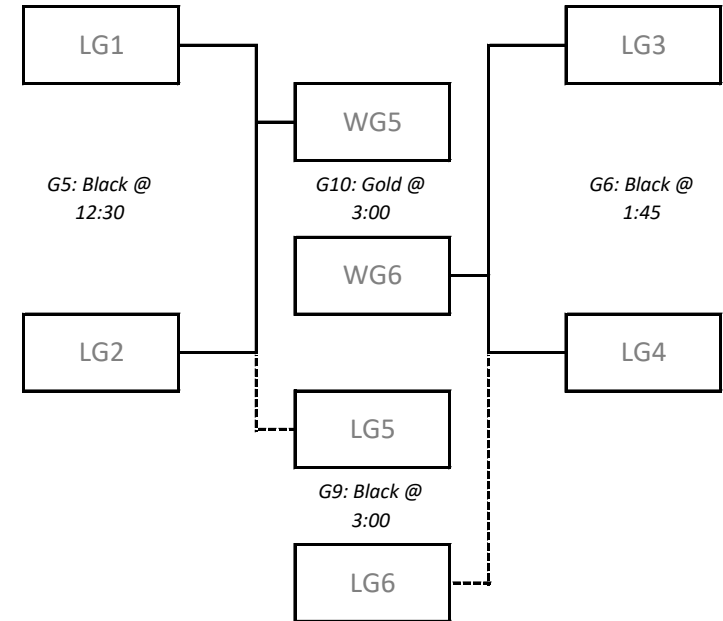 LG1
LG3
WG5
G5: Black @
12:30
G10: Gold @
3:00
G6: Black @
1:45
WG6
LG2
LG4
LG5
G9: Black @
3:00
LG6